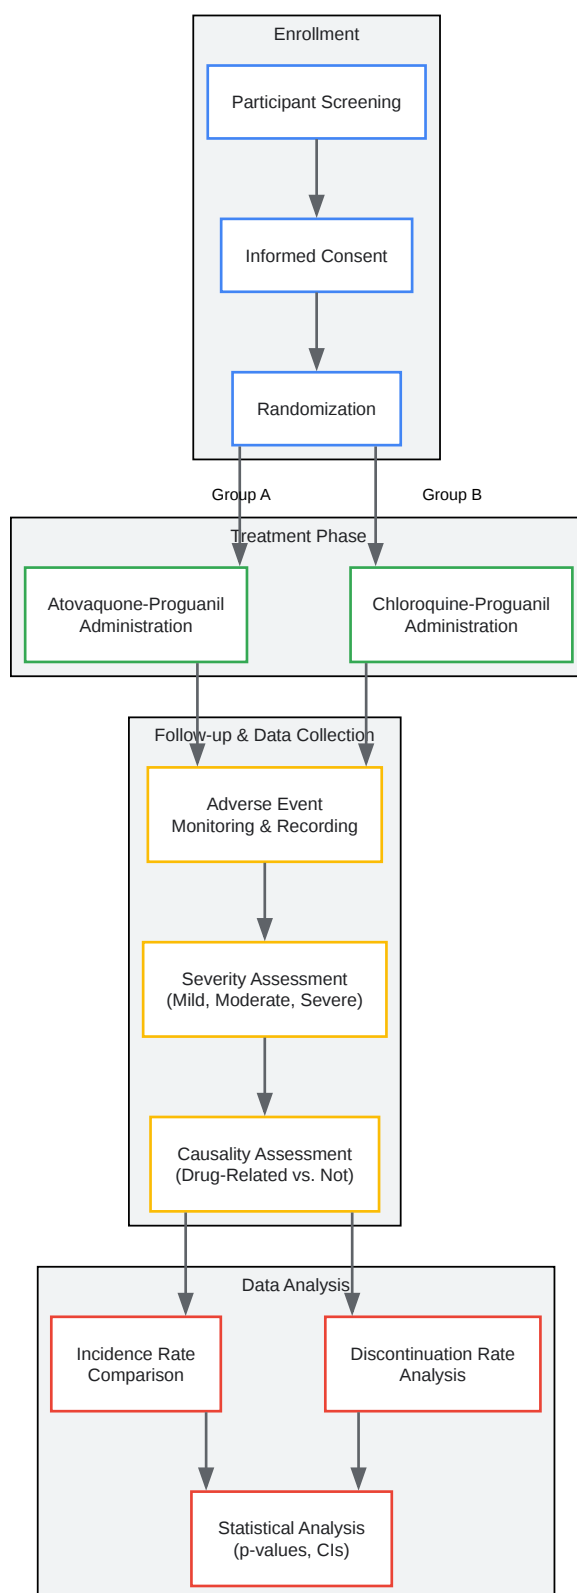 Enrollment
Participant Screening
Informed Consent
Randomization
Group A
Group B
Treatment Phase
Atovaquone-Proguanil
Administration
Chloroquine-Proguanil
Administration
Follow-up & Data Collection
Adverse Event
Monitoring & Recording
Severity Assessment
(Mild, Moderate, Severe)
Causality Assessment
(Drug-Related vs. Not)
Data Analysis
Incidence Rate
Comparison
Discontinuation Rate
Analysis
Statistical Analysis
(p-values, CIs)